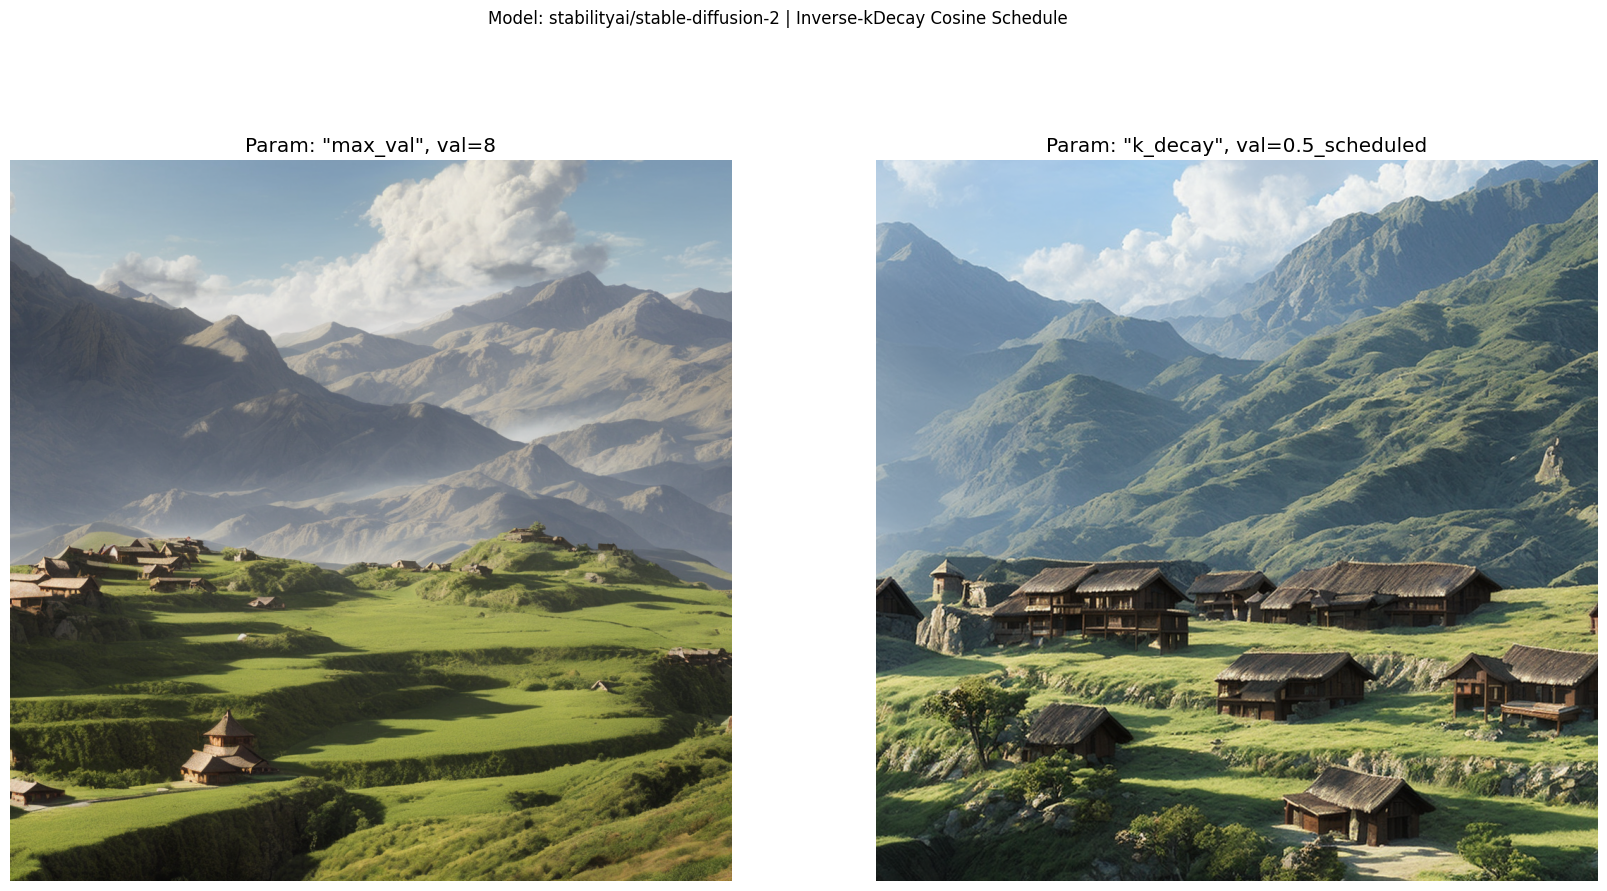 Model: stabilityai/stable-diffusion-2 | Inverse-kDecay Cosine Schedule
Param: "max_val", val=8
Param: "k_decay", val=0.5_scheduled